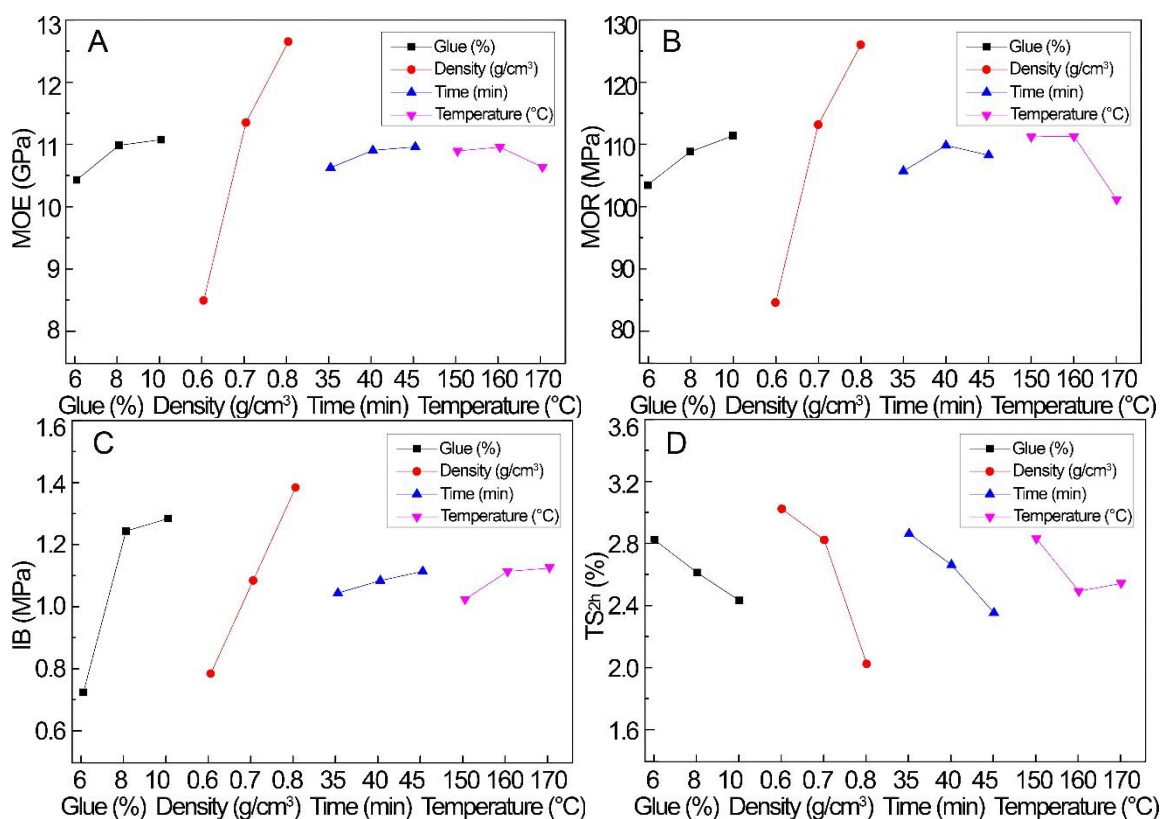 A
Glue (%)
Density (g/cm³)
Time (min)
Temperature (°C)
MOE (GPa)
13
12
11
10
9
8
6 8 10 0.6 0.7 0.8 35 40 45 150 160 170
Glue (%) Density (g/cm³) Time (min) Temperature (°C)
B
Glue (%)
Density (g/cm³)
Time (min)
Temperature (°C)
MOR (MPa)
130
120
110
100
90
80
6 8 10 0.6 0.7 0.8 35 40 45 150 160 170
Glue (%) Density (g/cm³) Time (min) Temperature (°C)
C
Glue (%)
Density (g/cm³)
Time (min)
Temperature (°C)
IB (MPa)
1.6
1.4
1.2
1.0
0.8
0.6
6 8 10 0.6 0.7 0.8 35 40 45 150 160 170
Glue (%) Density (g/cm³) Time (min) Temperature (°C)
D
Glue (%)
Density (g/cm³)
Time (min)
Temperature (°C)
TS2h (%)
3.6
3.2
2.8
2.4
2.0
1.6
6 8 10 0.6 0.7 0.8 35 40 45 150 160 170
Glue (%) Density (g/cm³) Time (min) Temperature (°C)